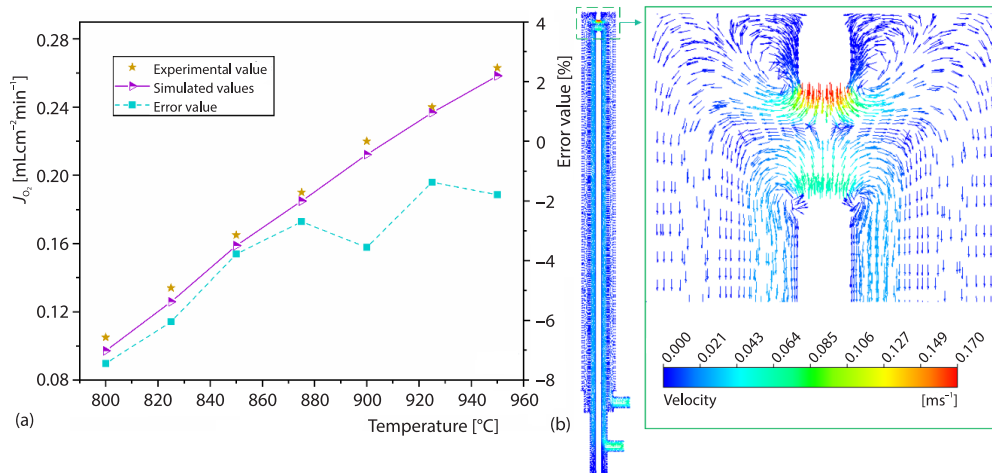 0.28
0.24
0.20
0.16
0.12
0.08
J_O₂ [mLcm⁻²min⁻¹]
Experimental value
Simulated values
Error value
4
2
0
−2
−4
−6
−8
Error value [%]
800 820 840 860 880 900 920 940 960
Temperature [°C]
(a)
(b)
0.000 0.021 0.043 0.064 0.085 0.106 0.127 0.149 0.170
Velocity [ms⁻¹]